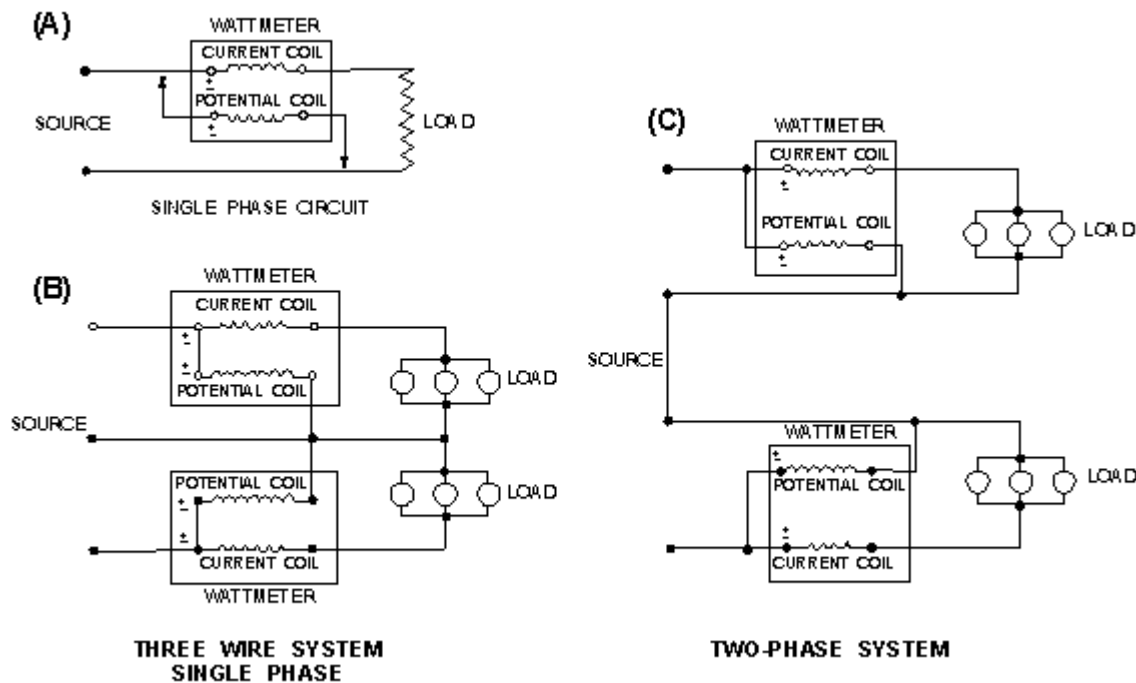 (A)
WATTMETER
CURRENT COIL
±
POTENTIAL COIL
±
SOURCE
LOAD
SINGLE PHASE CIRCUIT
(B)
WATTMETER
CURRENT COIL
±
±
POTENTIAL COIL
LOAD
SOURCE
POTENTIAL COIL
±
±
CURRENT COIL
WATTMETER
LOAD
THREE WIRE SYSTEM
SINGLE PHASE
(C)
WATTMETER
CURRENT COIL
±
POTENTIAL COIL
±
LOAD
SOURCE
WATTMETER
±
POTENTIAL COIL
±
CURRENT COIL
LOAD
TWO-PHASE SYSTEM